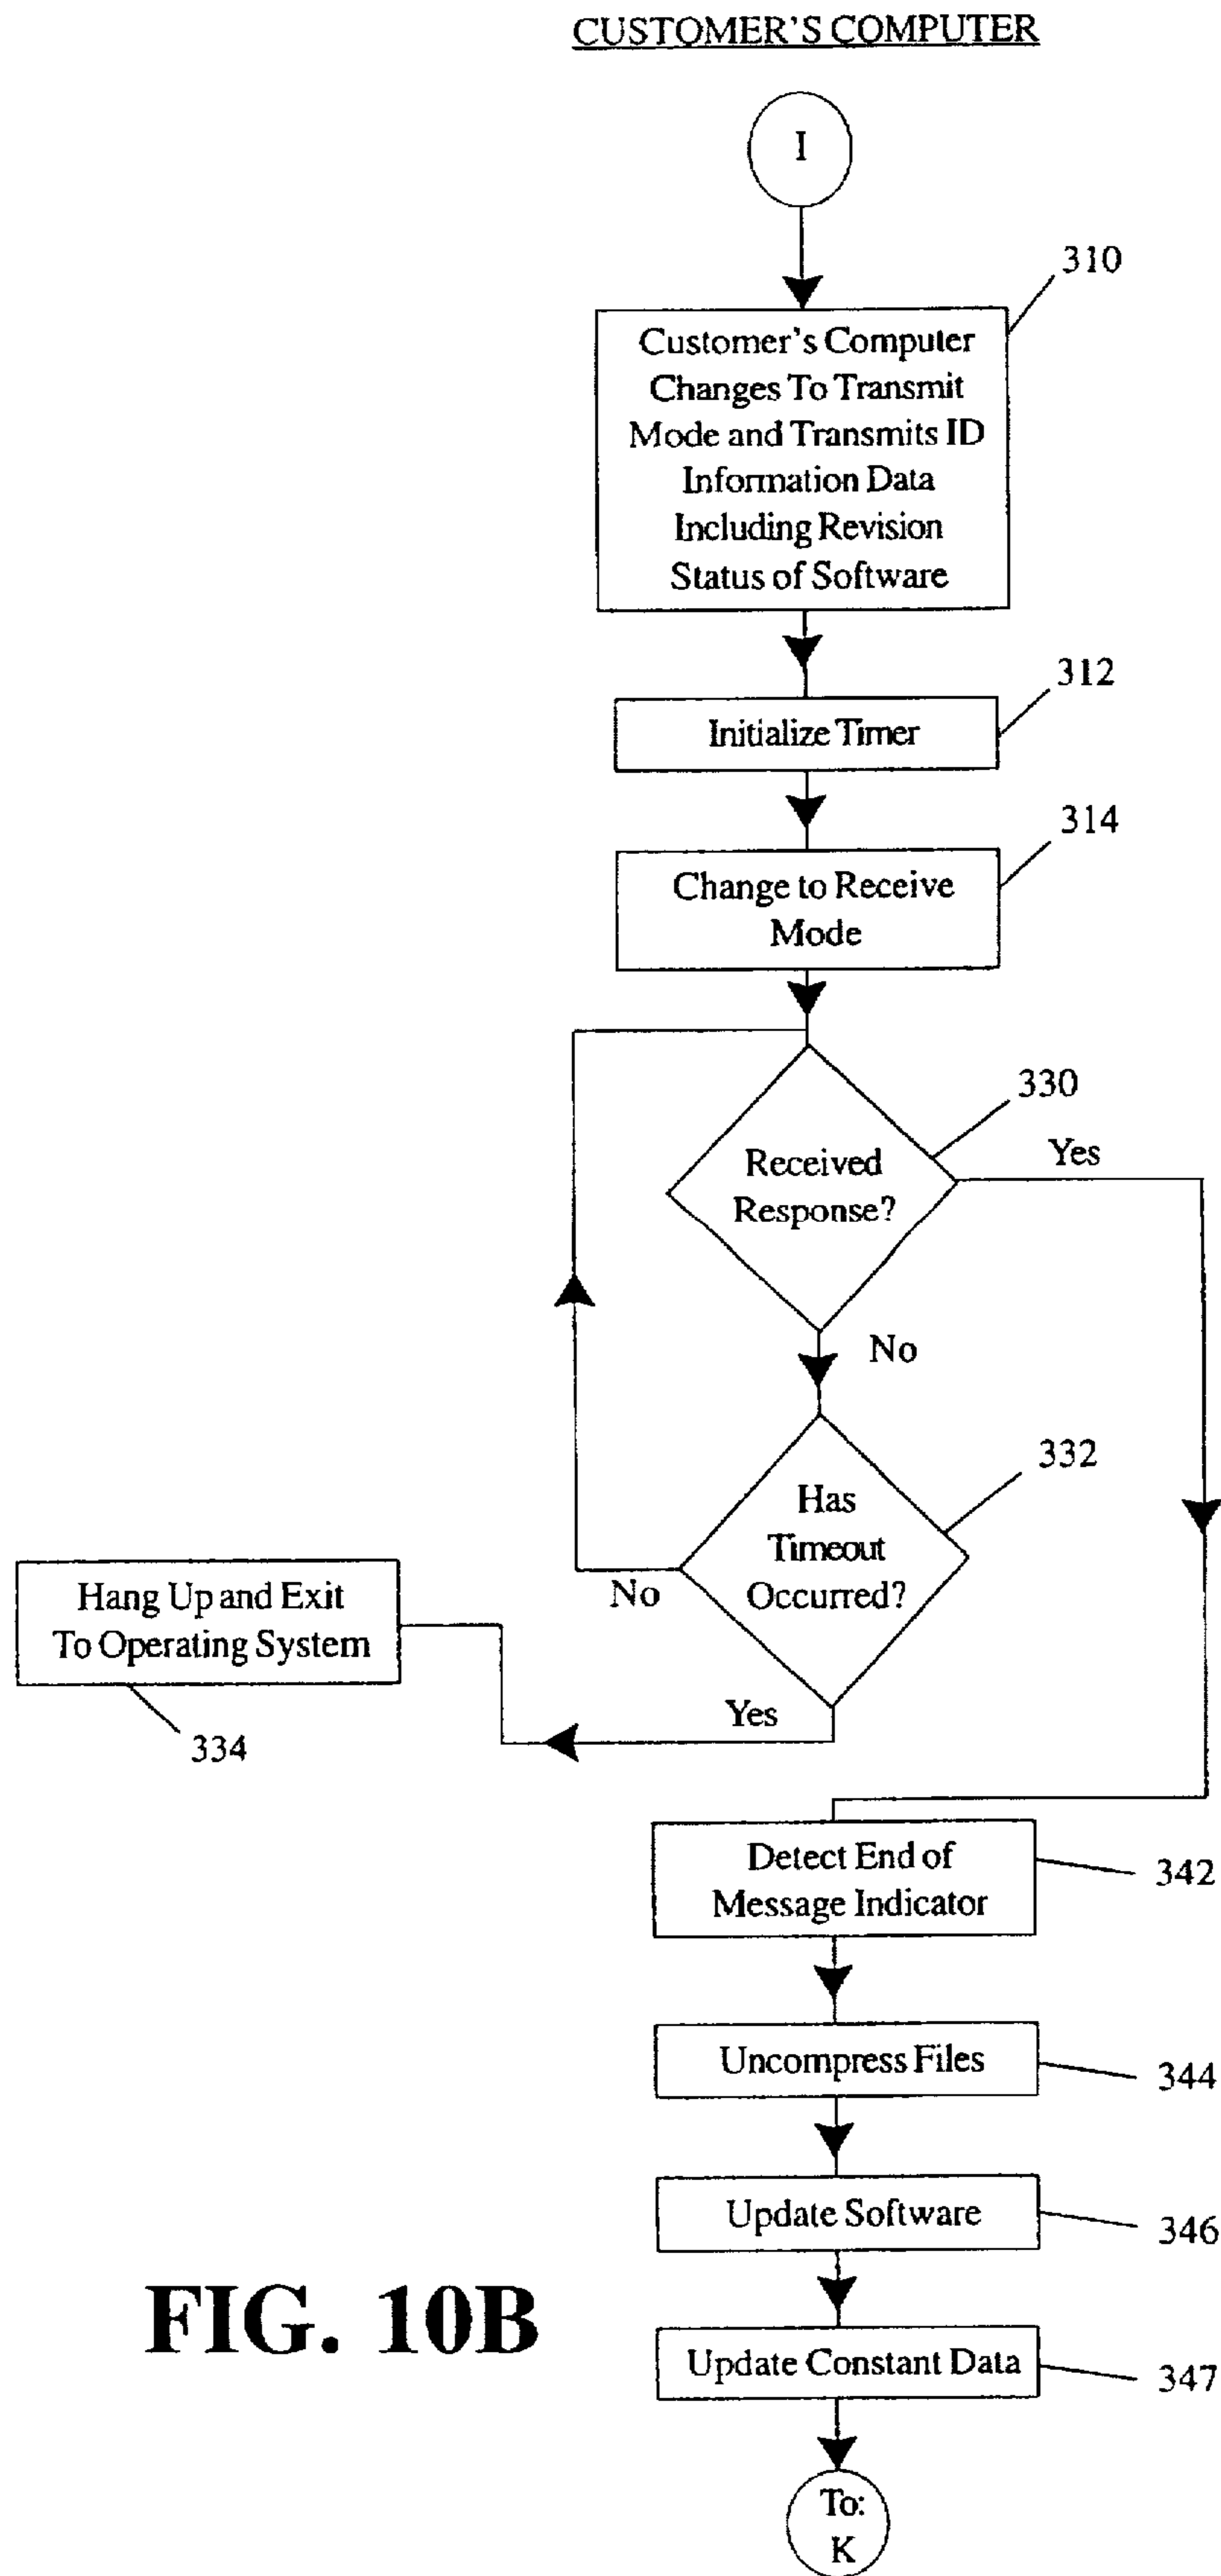 CUSTOMER'S COMPUTER
I
310
Customer's Computer
Changes To Transmit
Mode and Transmits ID
Information Data
Including Revision
Status of Software
312
Initialize Timer
314
Change to Receive
Mode
330
Received
Response?
Yes
No
332
Has
Timeout
Occurred?
No
Yes
Hang Up and Exit
To Operating System
334
Detect End of
Message Indicator
342
Uncompress Files
344
Update Software
346
Update Constant Data
347
To:
K
FIG. 10B